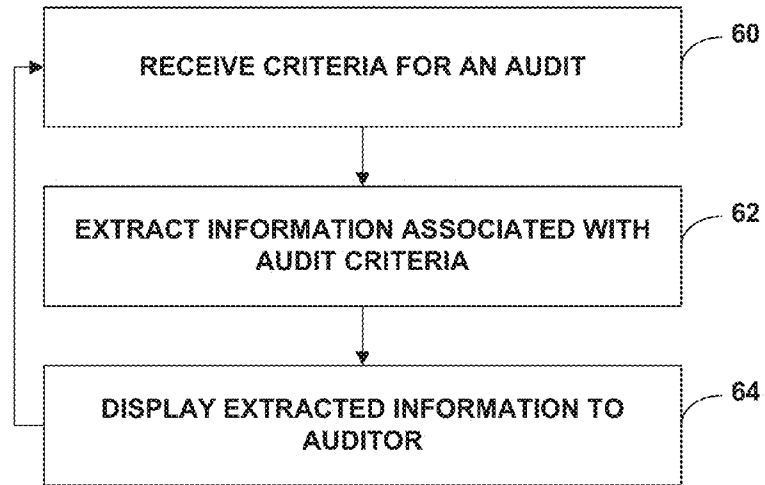 60
RECEIVE CRITERIA FOR AN AUDIT
62
EXTRACT INFORMATION ASSOCIATED WITH
AUDIT CRITERIA
64
DISPLAY EXTRACTED INFORMATION TO
AUDITOR